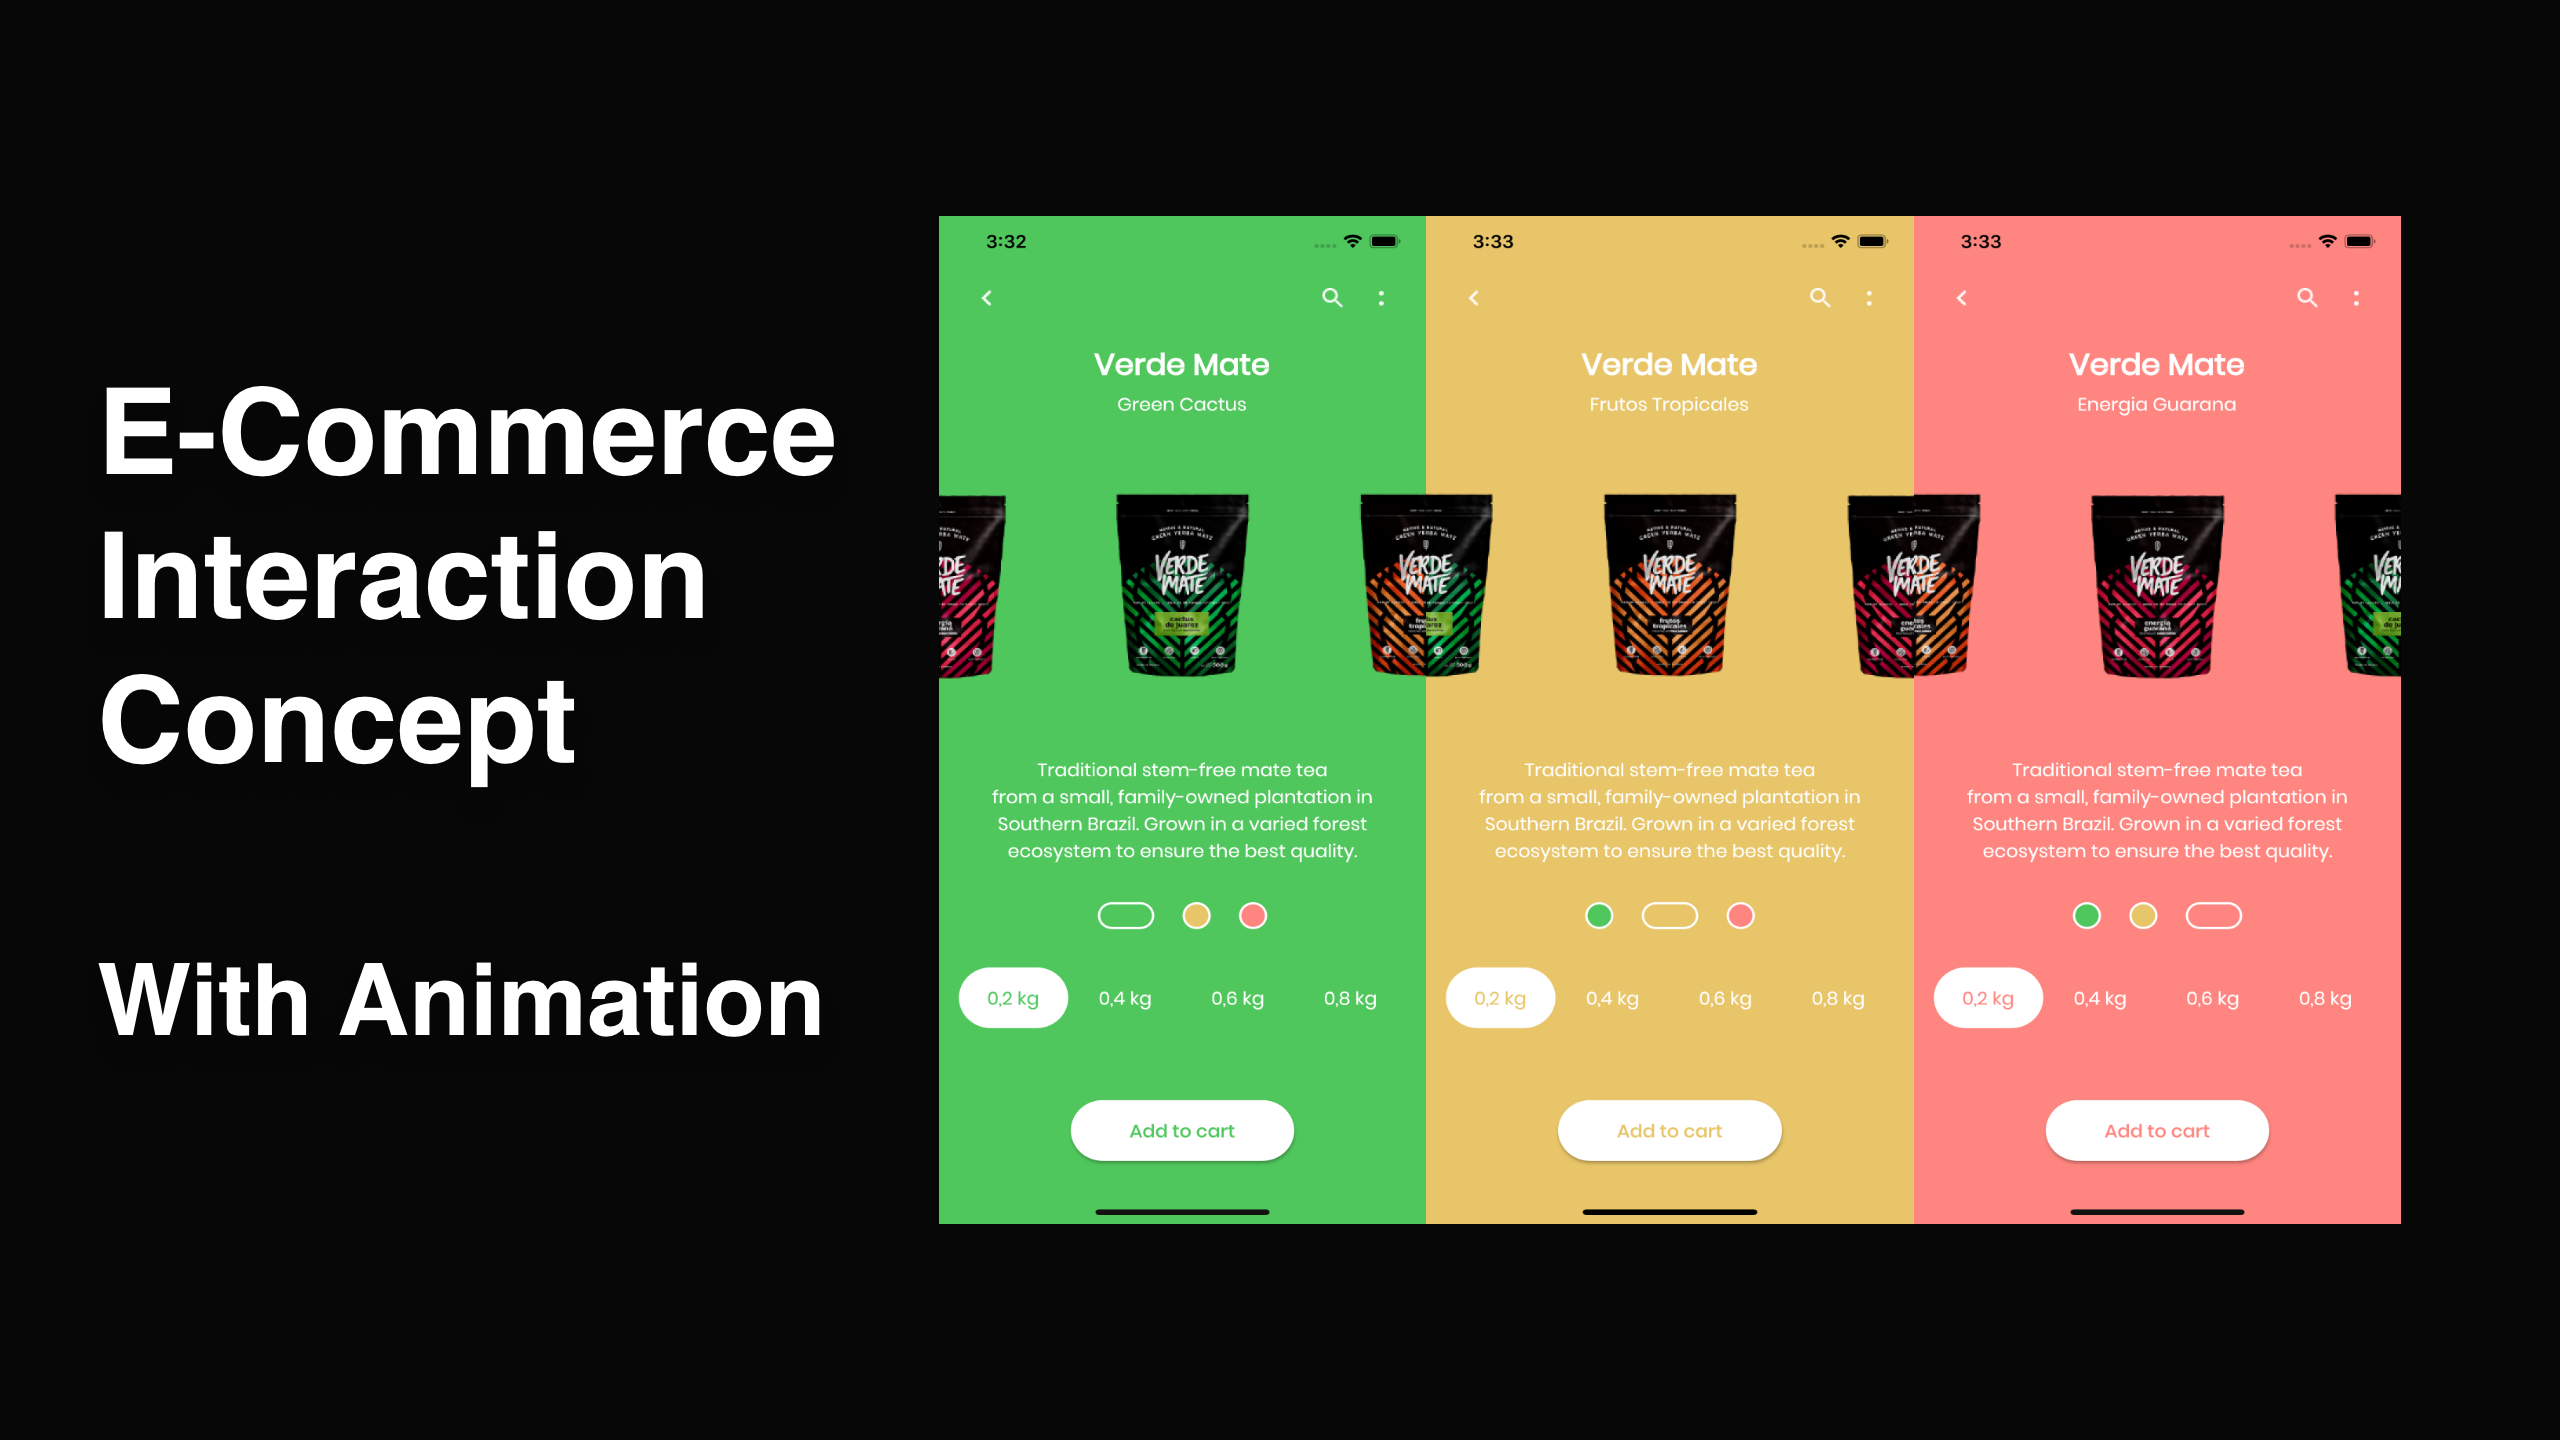 E-Commerce
Interaction
Concept
With Animation
3:32
Verde Mate
Green Cactus
VERDE
MATE
cactus
de juarez
Traditional stem-free mate tea
from a small, family-owned plantation in
Southern Brazil. Grown in a varied forest
ecosystem to ensure the best quality.
0,2 kg
0,4 kg
0,6 kg
0,8 kg
Add to cart
3:33
Verde Mate
Frutos Tropicales
VERDE
MATE
frutos
tropicales
Traditional stem-free mate tea
from a small, family-owned plantation in
Southern Brazil. Grown in a varied forest
ecosystem to ensure the best quality.
0,2 kg
0,4 kg
0,6 kg
0,8 kg
Add to cart
3:33
Verde Mate
Energia Guarana
VERDE
MATE
energía
guaraná
Traditional stem-free mate tea
from a small, family-owned plantation in
Southern Brazil. Grown in a varied forest
ecosystem to ensure the best quality.
0,2 kg
0,4 kg
0,6 kg
0,8 kg
Add to cart